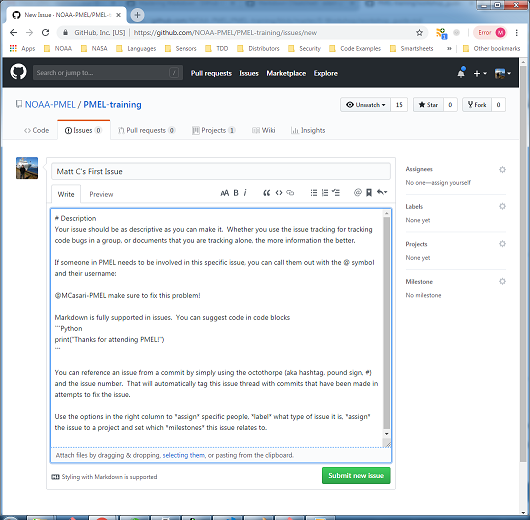 New Issue · NOAA-PMEL/PM
GitHub, Inc. [US]
https://github.com/NOAA-PMEL/PMEL-training/issues/new
Error
M
Apps
NOAA
NASA
Languages
Sensors
TDD
Distributors
Security
Code Examples
Smartsheets
»
Other bookmarks
Search or jump to...
/
Pull requests
Issues
Marketplace
Explore
NOAA-PMEL / PMEL-training
Unwatch
15
Star
0
Fork
0
Code
Issues 0
Pull requests 0
Projects 1
Wiki
Insights
Matt C's First Issue
Write
Preview
AA B i
# Description
Your issue should be as descriptive as you can make it. Whether you use the issue tracking for tracking
code bugs in a group, or documents that you are tracking alone, the more information the better.
If someone in PMEL needs to be involved in this specific issue, you can call them out with the @ symbol
and their username:
@MCasari-PMEL make sure to fix this problem!
Markdown is fully supported in issues. You can suggest code in code blocks
```Python
print("Thanks for attending PMEL!")
```
You can reference an issue from a commit by simply using the octothorpe (aka hashtag, pound sign, #)
and the issue number. That will automatically tag this issue thread with commits that have been made in
attempts to fix the issue.
Use the options in the right column to *assign* specific people, *label* what type of issue it is, *assign*
the issue to a project and set which *milestones* this issue relates to.
Attach files by dragging & dropping, selecting them, or pasting from the clipboard.
Styling with Markdown is supported
Submit new issue
Assignees
No one—assign yourself
Labels
None yet
Projects
None yet
Milestone
No milestone